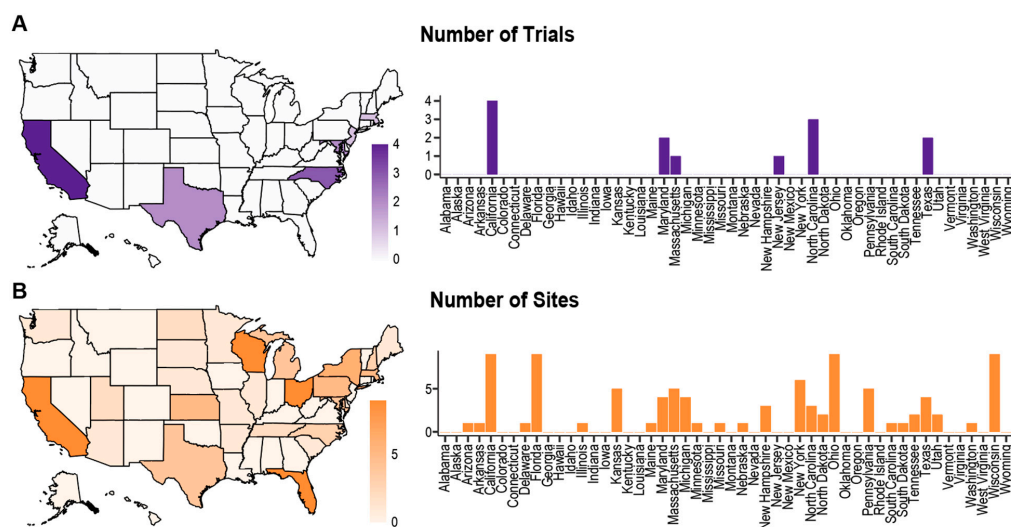 A
Number of Trials
4
3
2
1
0
4
3
2
1
0
Alabama
Alaska
Arizona
Arkansas
California
Colorado
Connecticut
Delaware
Florida
Georgia
Hawaii
Idaho
Illinois
Indiana
Iowa
Kansas
Kentucky
Louisiana
Maine
Maryland
Massachusetts
Michigan
Minnesota
Mississippi
Missouri
Montana
Nebraska
Nevada
New Hampshire
New Jersey
New Mexico
New York
North Carolina
North Dakota
Ohio
Oklahoma
Oregon
Pennsylvania
Rhode Island
South Carolina
South Dakota
Tennessee
Texas
Utah
Vermont
Virginia
Washington
West Virginia
Wisconsin
Wyoming
B
Number of Sites
5
0
5
0
Alabama
Alaska
Arizona
Arkansas
California
Colorado
Connecticut
Delaware
Florida
Georgia
Hawaii
Idaho
Illinois
Indiana
Iowa
Kansas
Kentucky
Louisiana
Maine
Maryland
Massachusetts
Michigan
Minnesota
Mississippi
Missouri
Montana
Nebraska
Nevada
New Hampshire
New Jersey
New Mexico
New York
North Carolina
North Dakota
Ohio
Oklahoma
Oregon
Pennsylvania
Rhode Island
South Carolina
South Dakota
Tennessee
Texas
Utah
Vermont
Virginia
Washington
West Virginia
Wisconsin
Wyoming